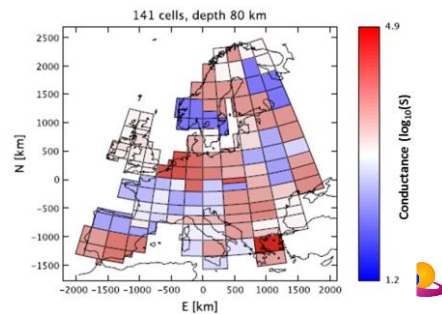 141 cells, depth 80 km
2500
2000
1500
1000
500
0
−500
−1000
−1500
N [km]
−2000 −1500 −1000 −500 0 500 1000 1500 2000
E [km]
4.9
Conductance (log10(S)
1.2